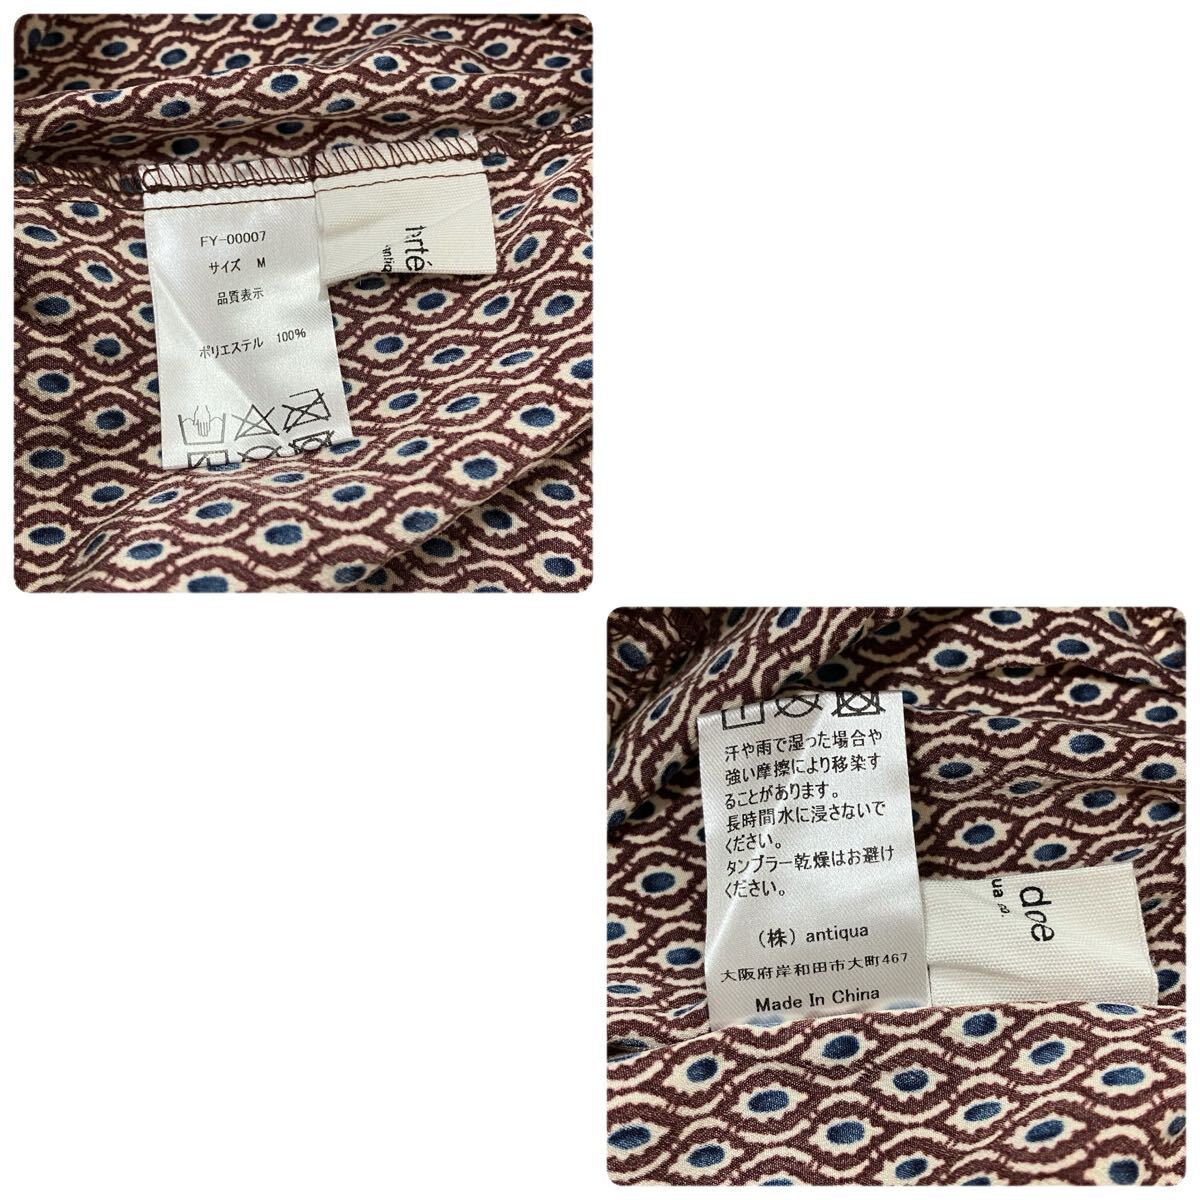 FY-00007
サイズ M
品質表示
ポリエステル 100%
汗や雨で湿った場合や
強い摩擦により移染す
ることがあります。
長時間水に浸さないで
ください。
タンブラー乾燥はお避け
ください。
(株) antiqua
大阪府岸和田市大町467
Made In China